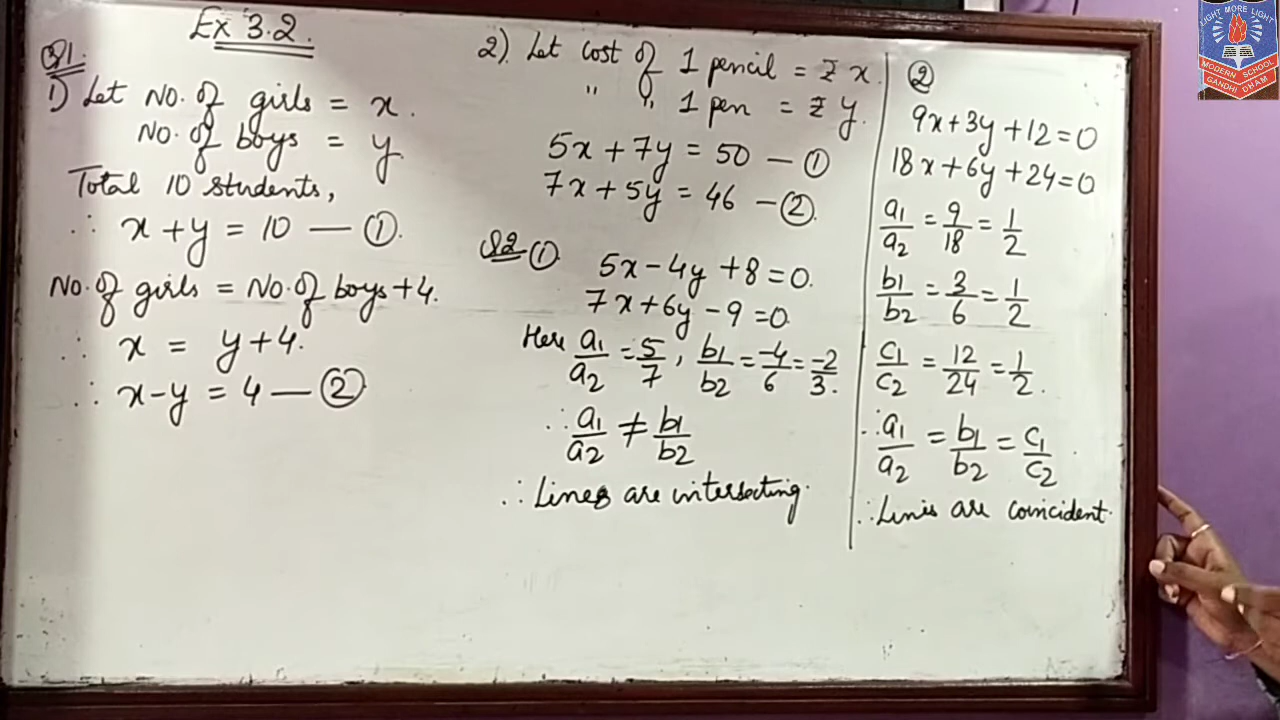 Ex 3.2.
Q1.
1) Let No. of girls = x.
No. of boys = y.
Total 10 students,
∴ x + y = 10 — ①.
No. of girls = No. of boys + 4.
∴ x = y + 4.
∴ x - y = 4 — ②
2). Let cost of 1 pencil = ₹ x.
" " 1 pen = ₹ y.
5x + 7y = 50 — ①
7x + 5y = 46 — ②.
Q2 ①. 5x - 4y + 8 = 0.
7x + 6y - 9 = 0.
Here a1/a2 = 5/7, b1/b2 = -4/6 = -2/3.
∴ a1/a2 ≠ b1/b2
∴ Lines are intersecting.
②
9x + 3y + 12 = 0
18x + 6y + 24 = 0
a1/a2 = 9/18 = 1/2
b1/b2 = 3/6 = 1/2
c1/c2 = 12/24 = 1/2.
∴ a1/a2 = b1/b2 = c1/c2
∴ Lines are coincident.
LIGHT MORE LIGHT
MODERN SCHOOL
GANDHI DHAM